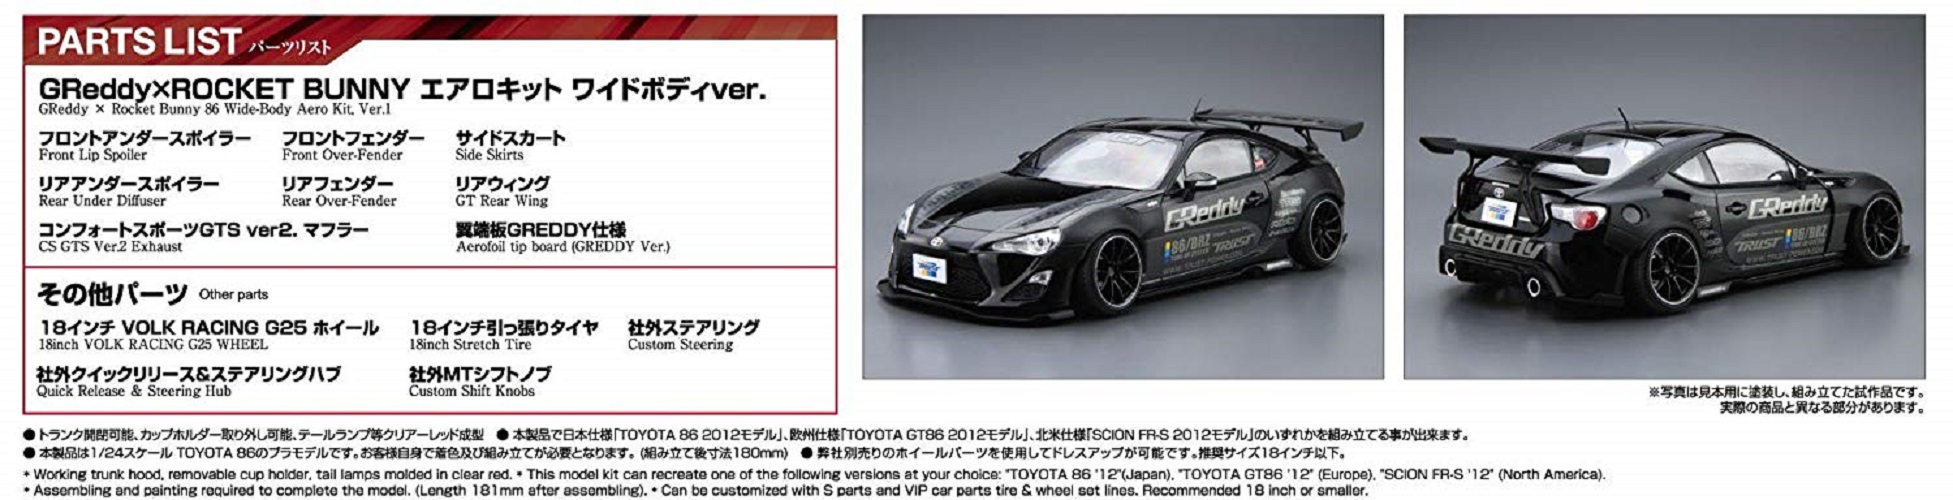 PARTS LIST パーツリスト
GReddy×ROCKET BUNNY エアロキット ワイドボディver.
GReddy × Rocket Bunny 86 Wide-Body Aero Kit, Ver.1
フロントアンダースポイラー フロントフェンダー サイドスカート
Front Lip Spoiler Front Over-Fender Side Skirts
リアアンダースポイラー リアフェンダー リアウィング
Rear Under Diffuser Rear Over-Fender GT Rear Wing
コンフォートスポーツGTS ver2. マフラー 翼端板GREDDY仕様
CS GTS Ver.2 Exhaust Aerofoil tip board (GREDDY Ver.)
その他パーツ Other parts
18インチ VOLK RACING G25 ホイール 18インチ引っ張りタイヤ 社外ステアリング
18inch VOLK RACING G25 WHEEL 18inch Stretch Tire Custom Steering
社外クイックリリース&ステアリングハブ 社外MTシフトノブ
Quick Release & Steering Hub Custom Shift Knobs
GReddy
86/BRZ
TRUST
WWW.TRUST-POWER.COM
GReddy
GReddy
TRUST
86/BRZ
※写真は見本用に塗装し、組み立てた試作品です。
実際の商品と異なる部分があります。
● トランク開閉可能、カップホルダー取り外し可能、テールランプ等クリアーレッド成型 ● 本製品で日本仕様「TOYOTA 86 2012モデル」、欧州仕様「TOYOTA GT86 2012モデル」、北米仕様「SCION FR-S 2012モデル」のいずれかを組み立てる事が出来ます。
● 本製品は1/24スケール TOYOTA 86のプラモデルです。お客様自身で着色及び組み立てが必要となります。(組み立て後寸法180mm) ● 弊社別売りのホイールパーツを使用してドレスアップが可能です。推奨サイズ18インチ以下。
* Working trunk hood, removable cup holder, tail lamps molded in clear red. * This model kit can recreate one of the following versions at your choice: "TOYOTA 86 '12"(Japan), "TOYOTA GT86 '12" (Europe), "SCION FR-S '12" (North America).
* Assembling and painting required to complete the model. (Length 181mm after assembling). * Can be customized with S parts and VIP car parts tire & wheel set lines. Recommended 18 inch or smaller.